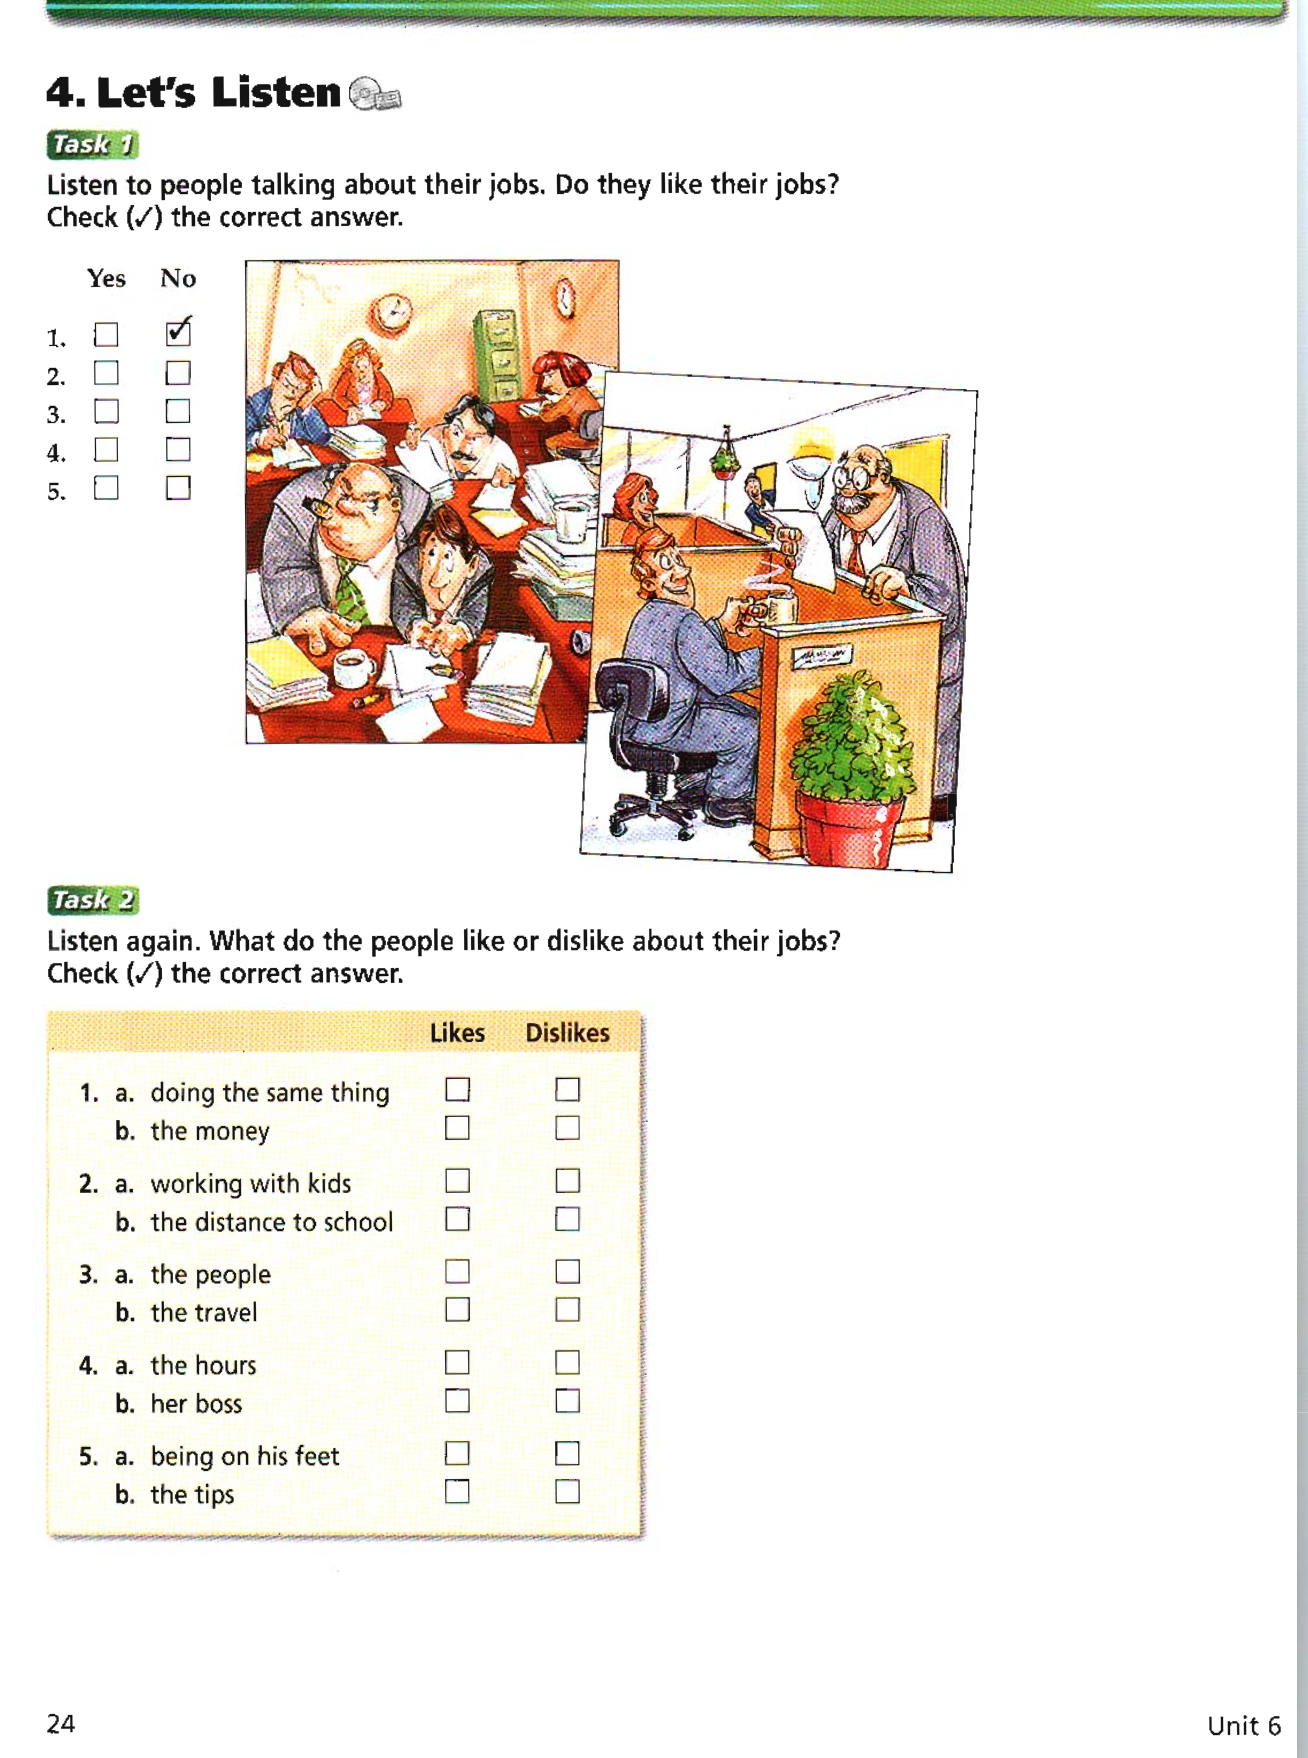 4. Let's Listen
Task 1
Listen to people talking about their jobs. Do they like their jobs?
Check (✓) the correct answer.
Yes No
1. ☐ ☑
2. ☐ ☐
3. ☐ ☐
4. ☐ ☐
5. ☐ ☐
Task 2
Listen again. What do the people like or dislike about their jobs?
Check (✓) the correct answer.
Likes Dislikes
1. a. doing the same thing ☐ ☐
b. the money ☐ ☐
2. a. working with kids ☐ ☐
b. the distance to school ☐ ☐
3. a. the people ☐ ☐
b. the travel ☐ ☐
4. a. the hours ☐ ☐
b. her boss ☐ ☐
5. a. being on his feet ☐ ☐
b. the tips ☐ ☐
24 Unit 6